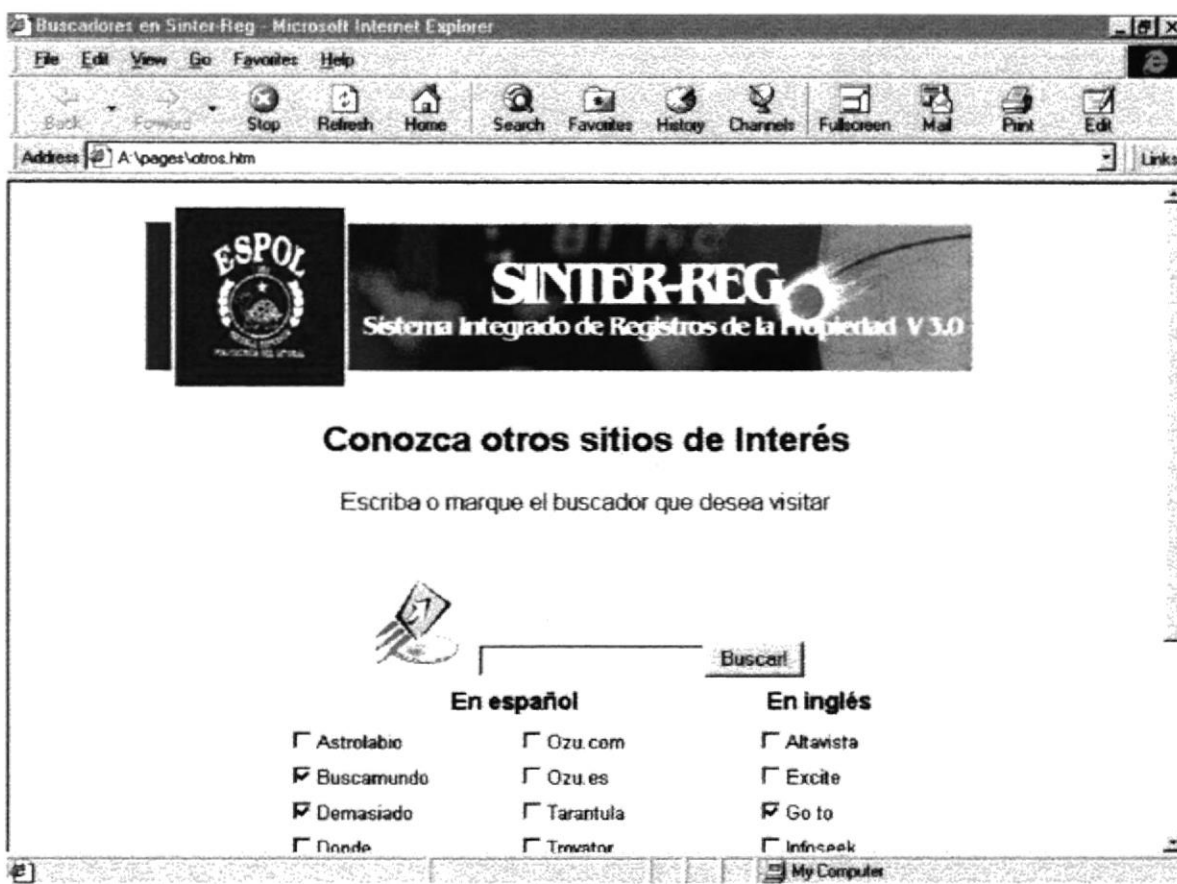 Buscadores en Sinter-Reg - Microsoft Internet Explorer
File Edit View Go Favorites Help
Back Forward Stop Refresh Home Search Favorites History Channels Fullscreen Mail Print Edit
Address A:\pages\otros.htm Links
ESPOL
SINTER-REG
Sistema Integrado de Registros de la Propiedad V 3.0
Conozca otros sitios de Interés
Escriba o marque el buscador que desea visitar
Buscar!
En español En inglés
Astrolabio Ozu.com Altavista
Buscamundo Ozu.es Excite
Demasiado Tarantula Go to
Donde Trovator Infoseek
My Computer